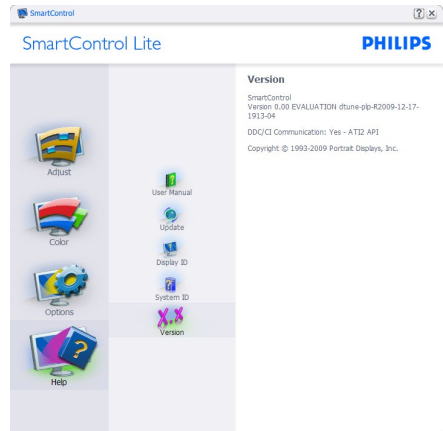 SmartControl
SmartControl Lite
PHILIPS
Adjust
Color
Options
Help
User Manual
Update
Display ID
System ID
X.X
Version
Version
SmartControl
Version 0.00 EVALUATION dtune-plp-R2009-12-17-
1913-04
DDC/CI Communication: Yes - ATI2 API
Copyright © 1993-2009 Portrait Displays, Inc.